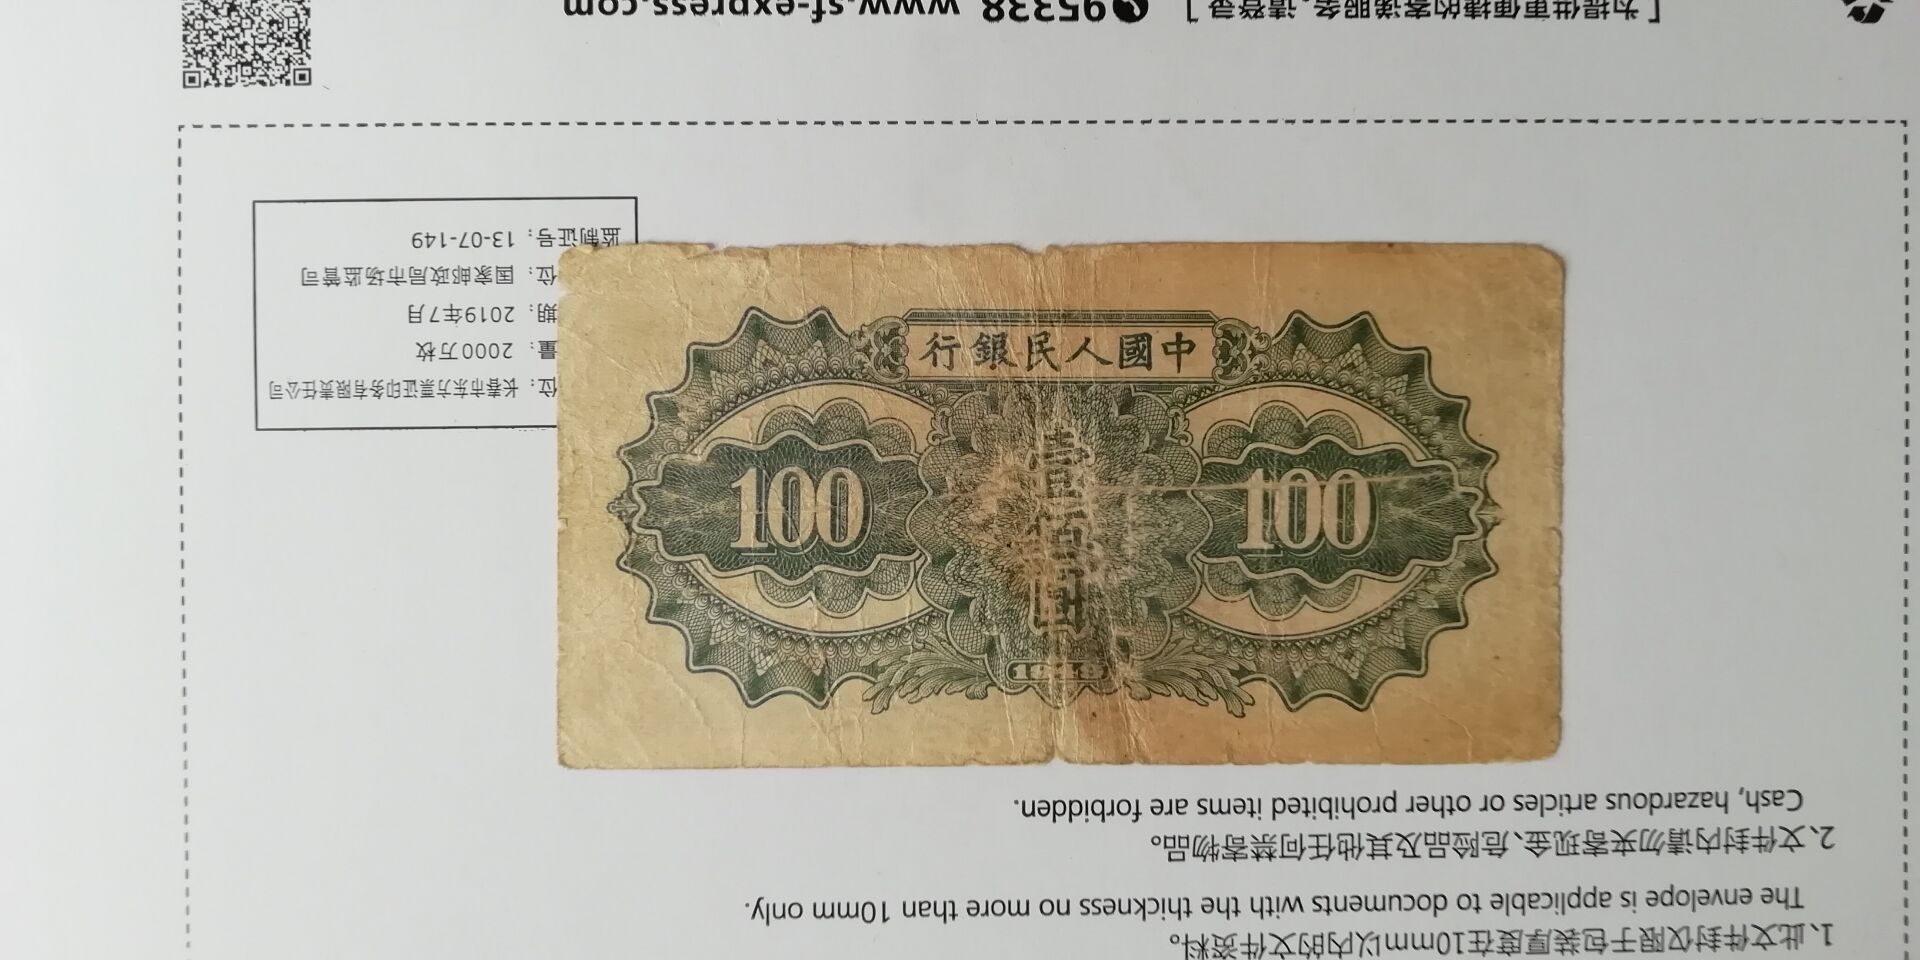 中國人民銀行
100 壹佰圓 100
1949
1、此文件封仅限于包装厚度在10mm以内的文件资料。
The envelope is applicable to documents with the thickness no more than 10mm only.
2、文件封内请勿夹寄现金、危险品及其他任何禁寄物品。
Cash, hazardous articles or other prohibited items are forbidden.
位：长春市东方票证印务有限责任公司
量：2000万枚
期：2019年7月
位：国家邮政局市场监管司
监制证号：13-07-149
[为提供更便捷的寄递服务，请登录] 95338 www.sf-express.com